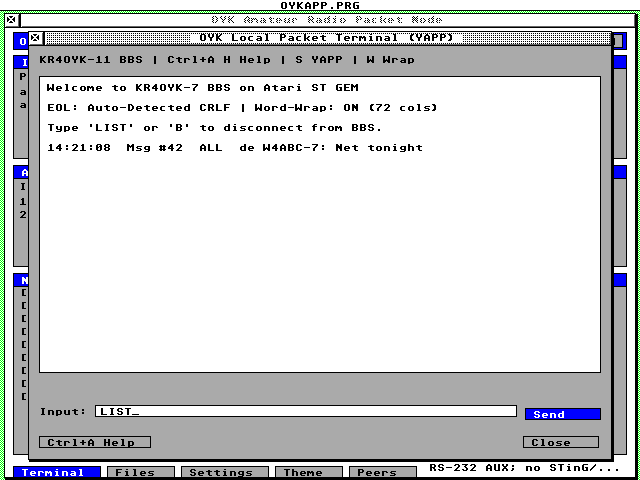 OYKAPP.PRG
OYK Amateur Radio Packet Node
OYK Local Packet Terminal (YAPP)
KR4OYK-11 BBS | Ctrl+A H Help | S YAPP | W Wrap
Welcome to KR4OYK-7 BBS on Atari ST GEM
EOL: Auto-Detected CRLF | Word-Wrap: ON (72 cols)
Type 'LIST' or 'B' to disconnect from BBS.
14:21:08 Msg #42 ALL de W4ABC-7: Net tonight
Input: LIST_
Send
Ctrl+A Help
Close
Terminal Files Settings Theme Peers RS-232 AUX; no STinG/...